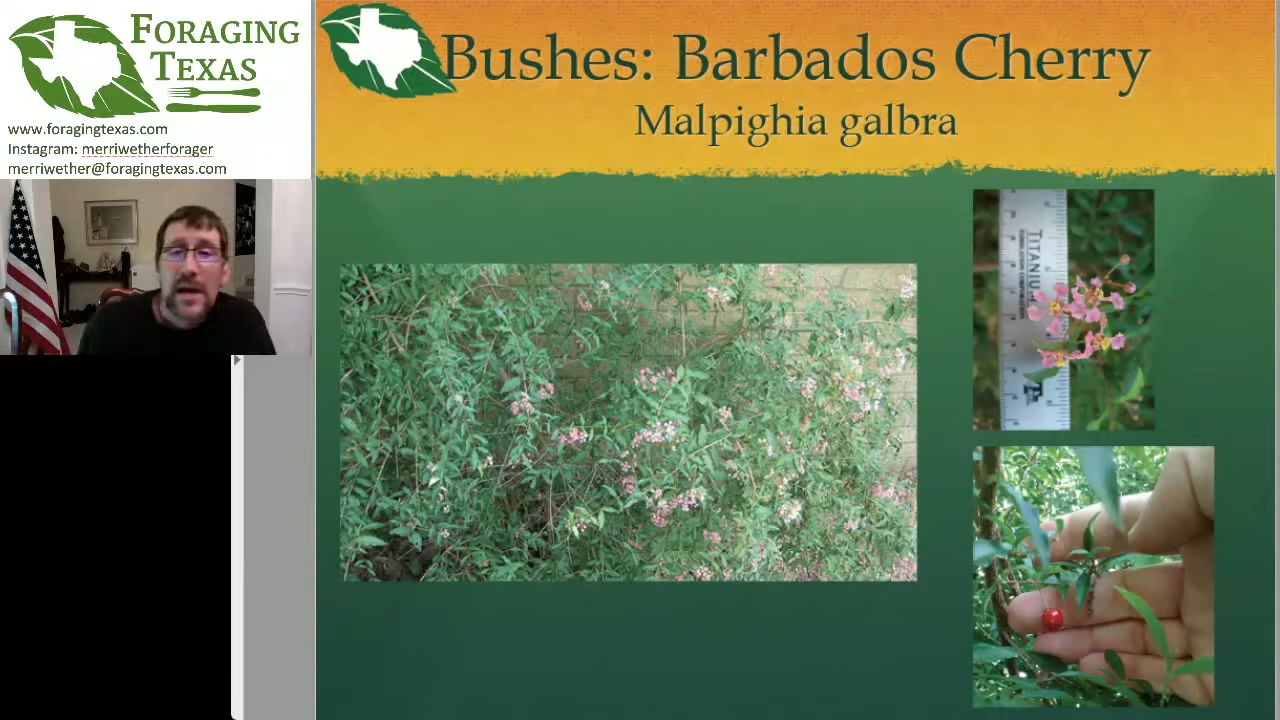 FORAGING
TEXAS
www.foragingtexas.com
Instagram: merriwetherforager
merriwether@foragingtexas.com
Bushes: Barbados Cherry
Malpighia galbra
TITANIUM